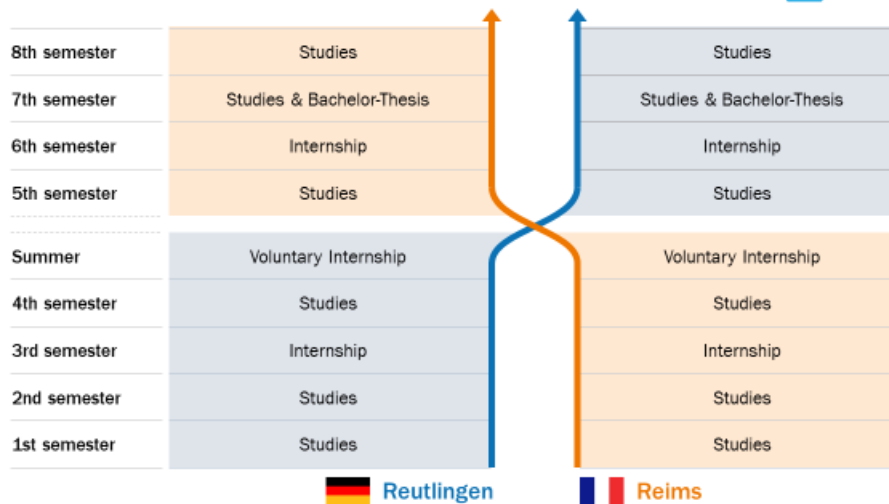 8th semester Studies Studies
7th semester Studies & Bachelor-Thesis Studies & Bachelor-Thesis
6th semester Internship Internship
5th semester Studies Studies
Summer Voluntary Internship Voluntary Internship
4th semester Studies Studies
3rd semester Internship Internship
2nd semester Studies Studies
1st semester Studies Studies
Reutlingen Reims